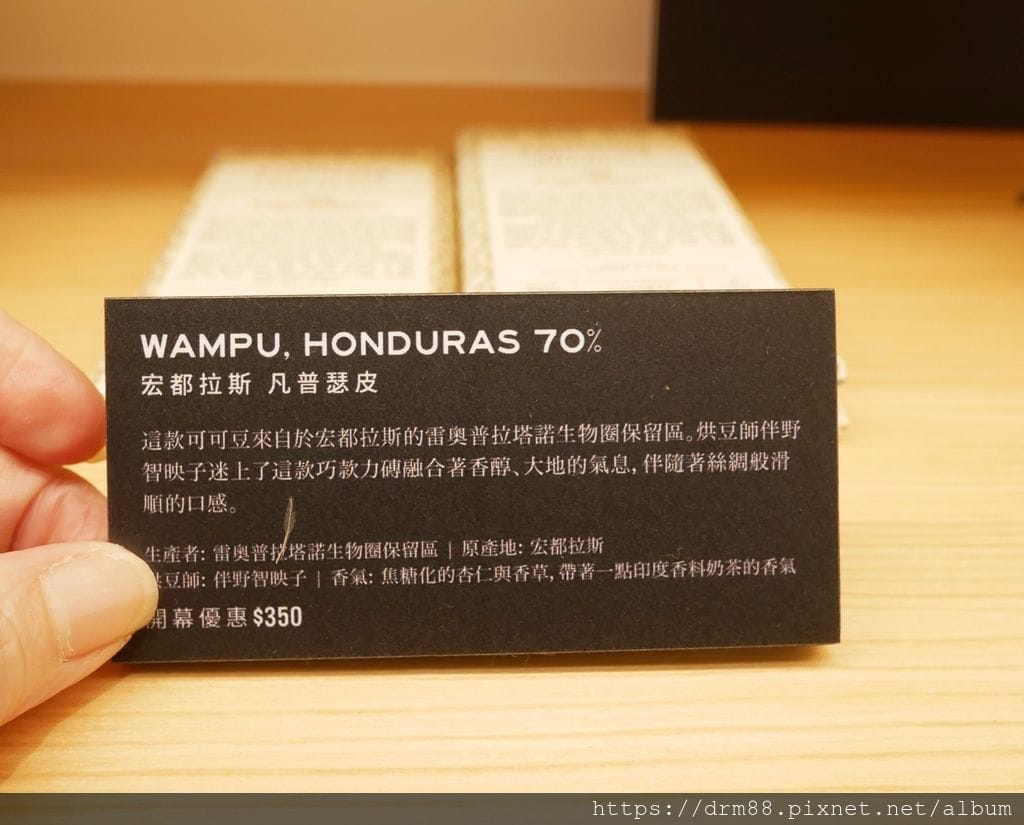 WAMPU, HONDURAS 70%
宏都拉斯 凡普瑟皮
這款可可豆來自於宏都拉斯的雷奧普拉塔諾生物圈保留區。烘豆師伴野
智映子迷上了這款巧款力磚融合著香醇、大地的氣息, 伴隨著絲綢般滑
順的口感。
生產者: 雷奧普拉塔諾生物圈保留區 | 原產地: 宏都拉斯
烘豆師: 伴野智映子 | 香氣: 焦糖化的杏仁與香草, 帶著一點印度香料奶茶的香氣
開幕優惠 $350
https://drm88.pixnet.net/album